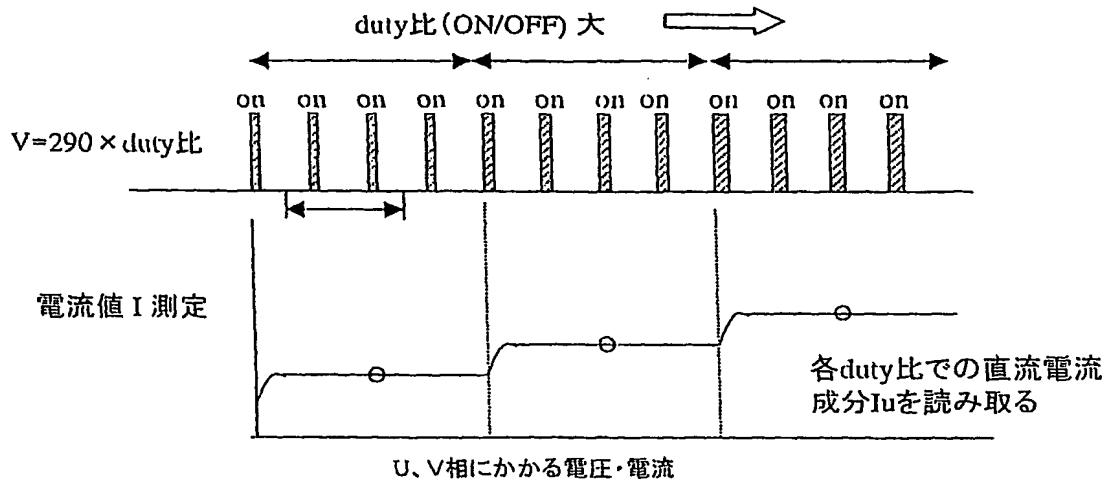 duty比(ON/OFF) 大
on on on on on on on on on on on on
V=290×duty比
電流値 I 測定
各duty比での直流電流
成分Iuを読み取る
U、V相にかかる電圧・電流